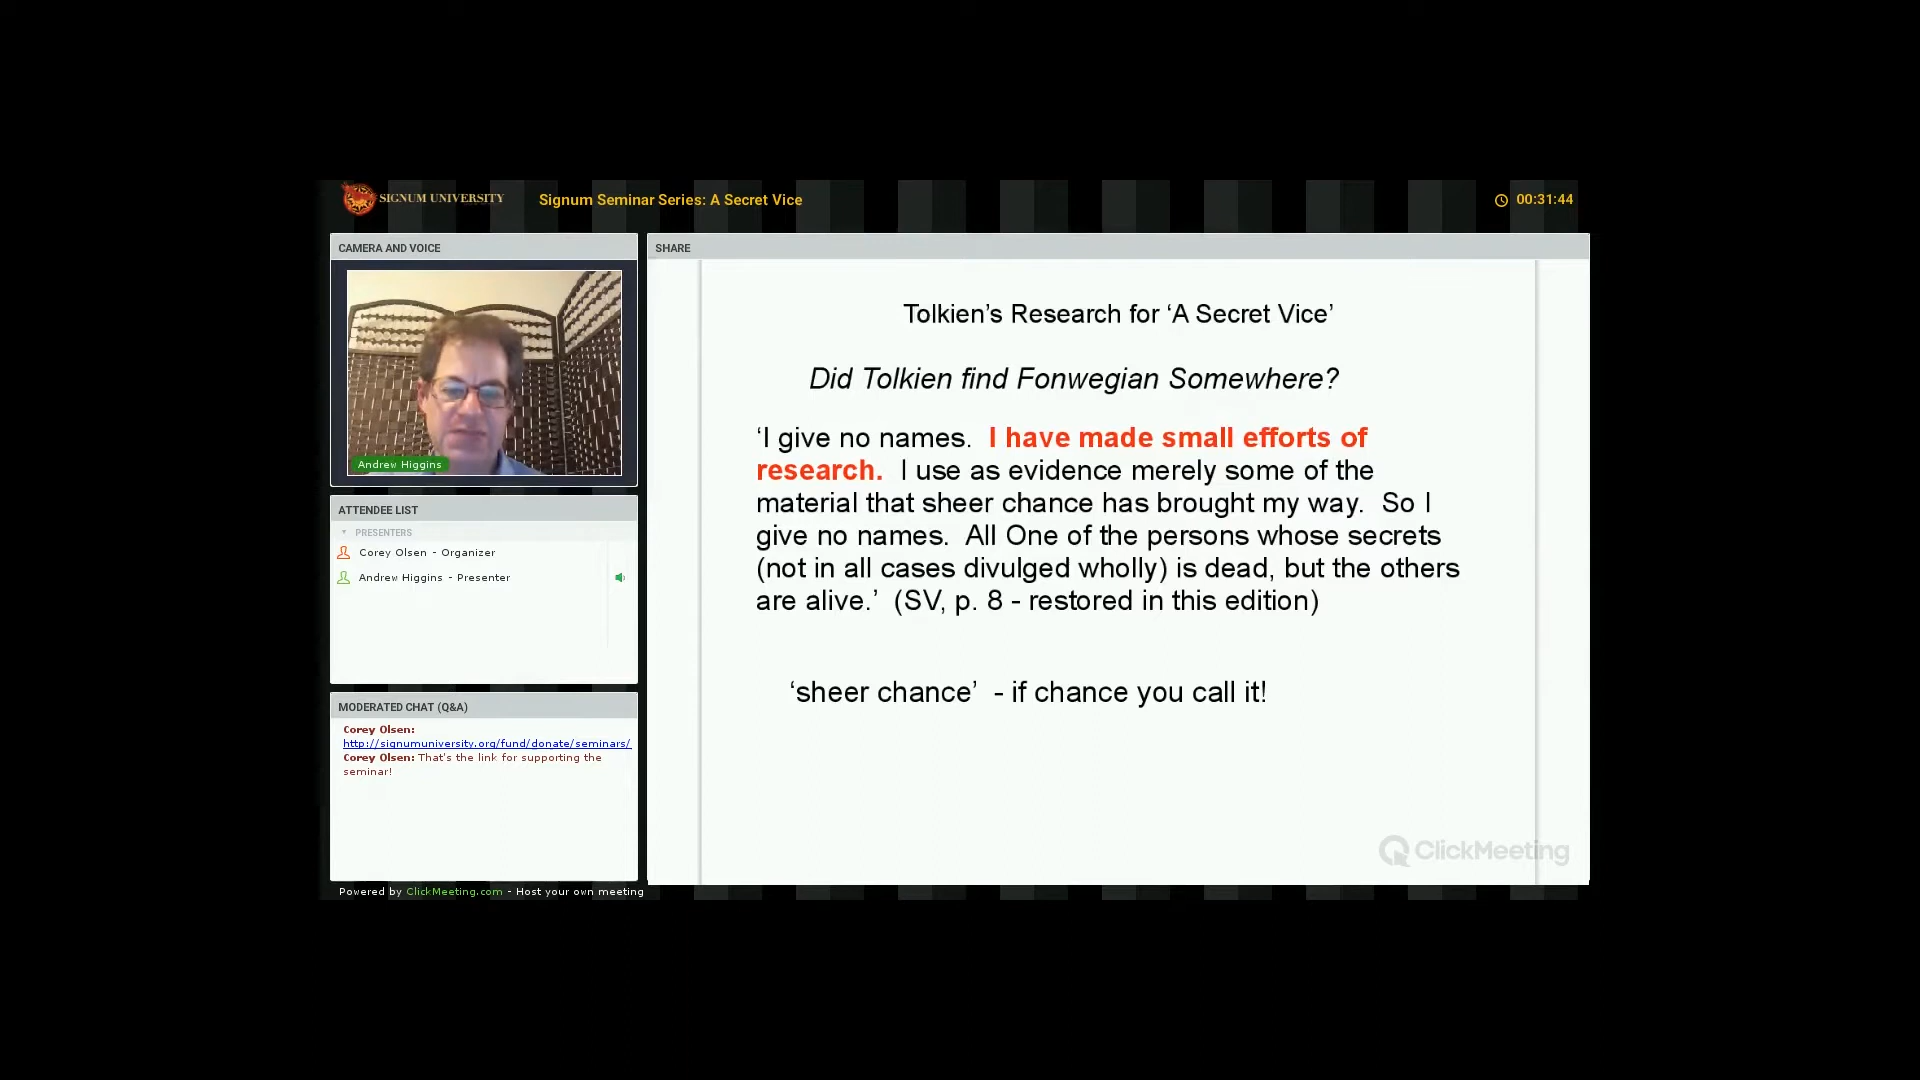 SIGNUM UNIVERSITY
Signum Seminar Series: A Secret Vice
00:31:44
CAMERA AND VOICE
Andrew Higgins
ATTENDEE LIST
PRESENTERS
Corey Olsen - Organizer
Andrew Higgins - Presenter
MODERATED CHAT (Q&A)
Corey Olsen:
http://signumuniversity.org/fund/donate/seminars/
Corey Olsen: That's the link for supporting the
seminar!
Powered by ClickMeeting.com - Host your own meeting
SHARE
Tolkien’s Research for ‘A Secret Vice’
Did Tolkien find Fonwegian Somewhere?
‘I give no names. I have made small efforts of
research. I use as evidence merely some of the
material that sheer chance has brought my way. So I
give no names. All One of the persons whose secrets
(not in all cases divulged wholly) is dead, but the others
are alive.’ (SV, p. 8 - restored in this edition)
‘sheer chance’ - if chance you call it!
ClickMeeting